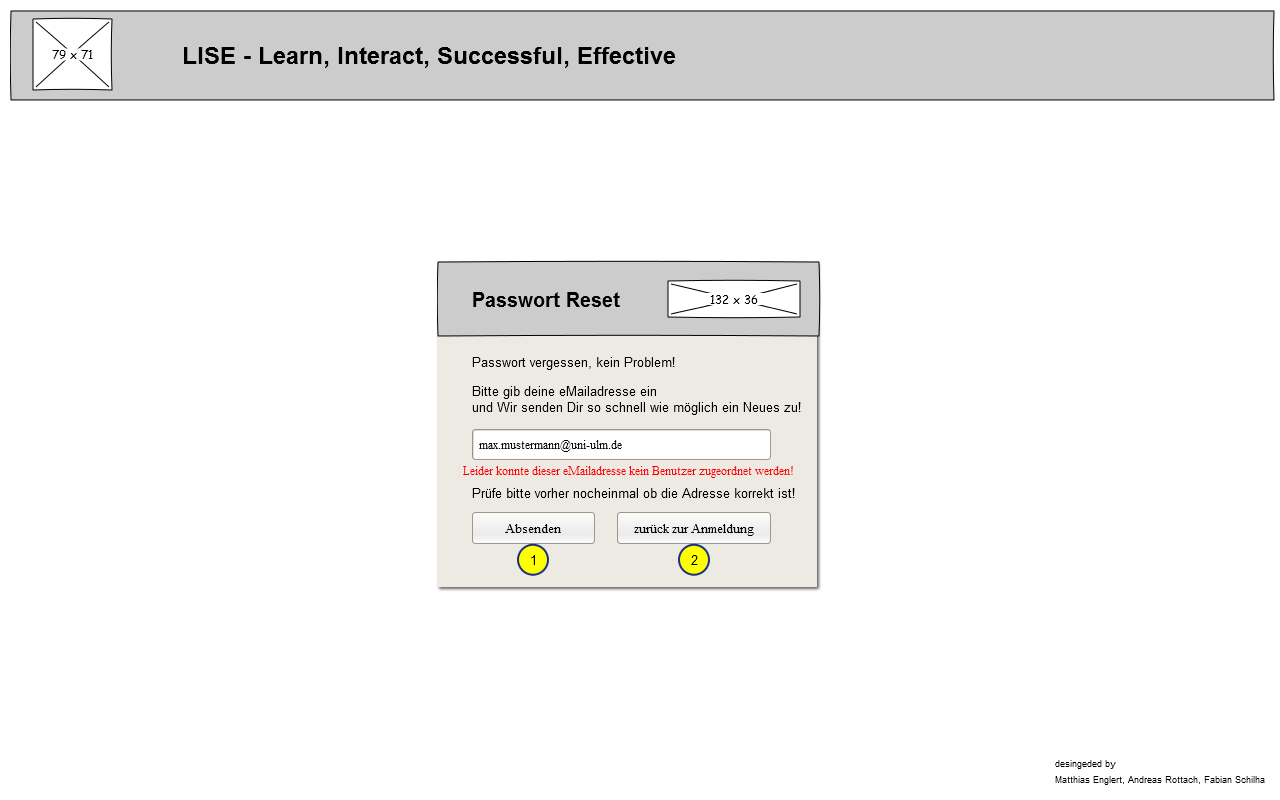 79 x 71
LISE - Learn, Interact, Successful, Effective
Passwort Reset
132 x 36
Passwort vergessen, kein Problem!
Bitte gib deine eMailadresse ein
und Wir senden Dir so schnell wie möglich ein Neues zu!
max.mustermann@uni-ulm.de
Leider konnte dieser eMailadresse kein Benutzer zugeordnet werden!
Prüfe bitte vorher nocheinmal ob die Adresse korrekt ist!
Absenden
zurück zur Anmeldung
1
2
desingeded by
Matthias Englert, Andreas Rottach, Fabian Schilha